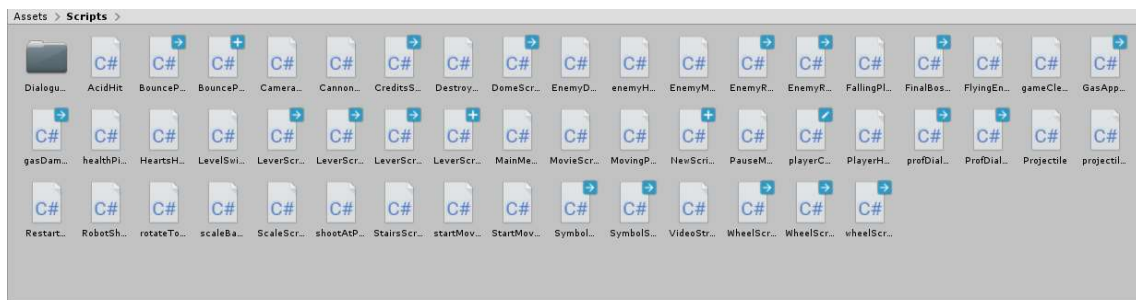 Assets > Scripts >
C# C# C# C# C# C# C# C# C# C# C# C# C# C# C# C# C# C#
Dialogu... AcidHit BounceP... BounceP... Camera... Cannon... CreditsS... Destroy... DomeScr... EnemyD... enemyH... EnemyM... EnemyR... EnemyR... FallingPl... FinalBos... FlyingEn... gameCle... GasApp...
C# C# C# C# C# C# C# C# C# C# C# C# C# C# C# C# C# C# C#
gasDam... healthPi... HeartsH... LevelSwi... LeverScr... LeverScr... LeverScr... LeverScr... MainMe... MovieScr... MovingP... NewScri... PauseM... playerC... PlayerH... profDial... ProfDial... Projectile projectil...
C# C# C# C# C# C# C# C# C# C# C# C# C# C# C#
Restart... RobotSh... rotateTo... scaleBa... ScaleScr... shootAtP... StairsScr... startMov... StartMov... Symbol... SymbolS... VideoStr... WheelScr... WheelScr... wheelScr...